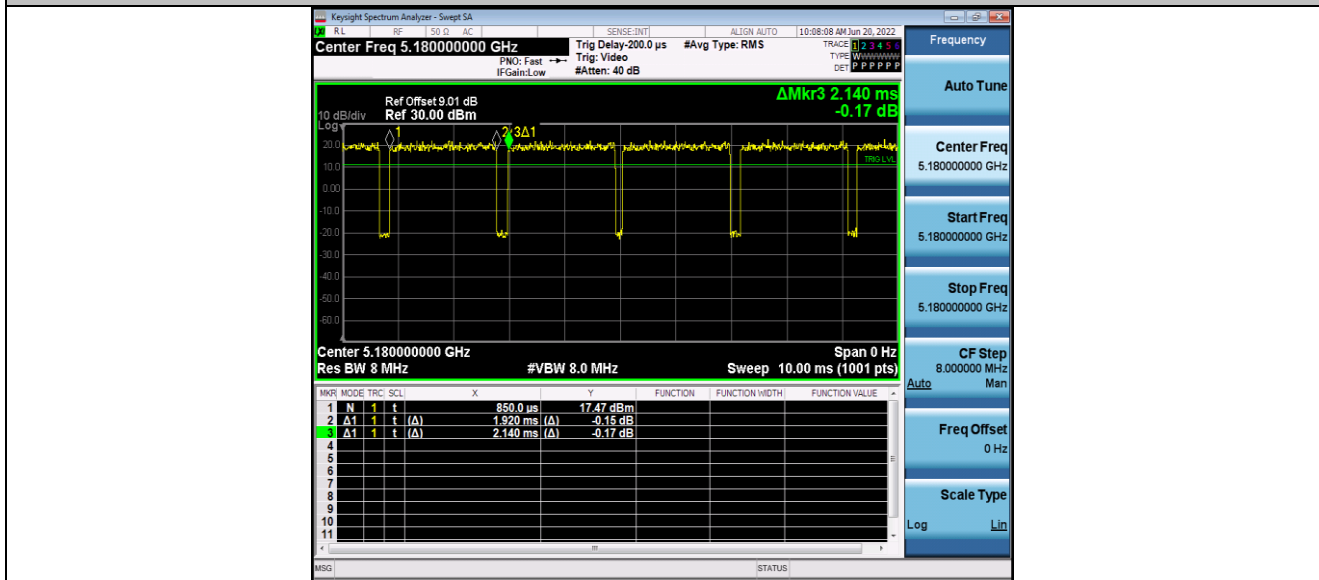 Keysight Spectrum Analyzer - Swept SA
RL RF 50 Ω AC SENSE:INT ALIGN AUTO 10:08:08 AM Jun 20, 2022
Center Freq 5.180000000 GHz Trig Delay-200.0 µs #Avg Type: RMS TRACE 1 2 3 4 5 6
PNO: Fast Trig: Video TYPE WWWWWW
IFGain:Low #Atten: 40 dB DET P P P P P P
ΔMkr3 2.140 ms
-0.17 dB
Ref Offset 9.01 dB
10 dB/div Ref 30.00 dBm
Log
1 2 3Δ1
20.0
TRIG LVL
10.0
0.00
-10.0
-20.0
-30.0
-40.0
-50.0
-60.0
Center 5.180000000 GHz Span 0 Hz
Res BW 8 MHz #VBW 8.0 MHz Sweep 10.00 ms (1001 pts)
MKR MODE TRC SCL X Y FUNCTION FUNCTION WIDTH FUNCTION VALUE
1 N 1 t 850.0 µs 17.47 dBm
2 Δ1 1 t (Δ) 1.920 ms (Δ) -0.15 dB
3 Δ1 1 t (Δ) 2.140 ms (Δ) -0.17 dB
4
5
6
7
8
9
10
11
MSG STATUS
Frequency
Auto Tune
Center Freq
5.180000000 GHz
Start Freq
5.180000000 GHz
Stop Freq
5.180000000 GHz
CF Step
8.000000 MHz
Auto Man
Freq Offset
0 Hz
Scale Type
Log Lin